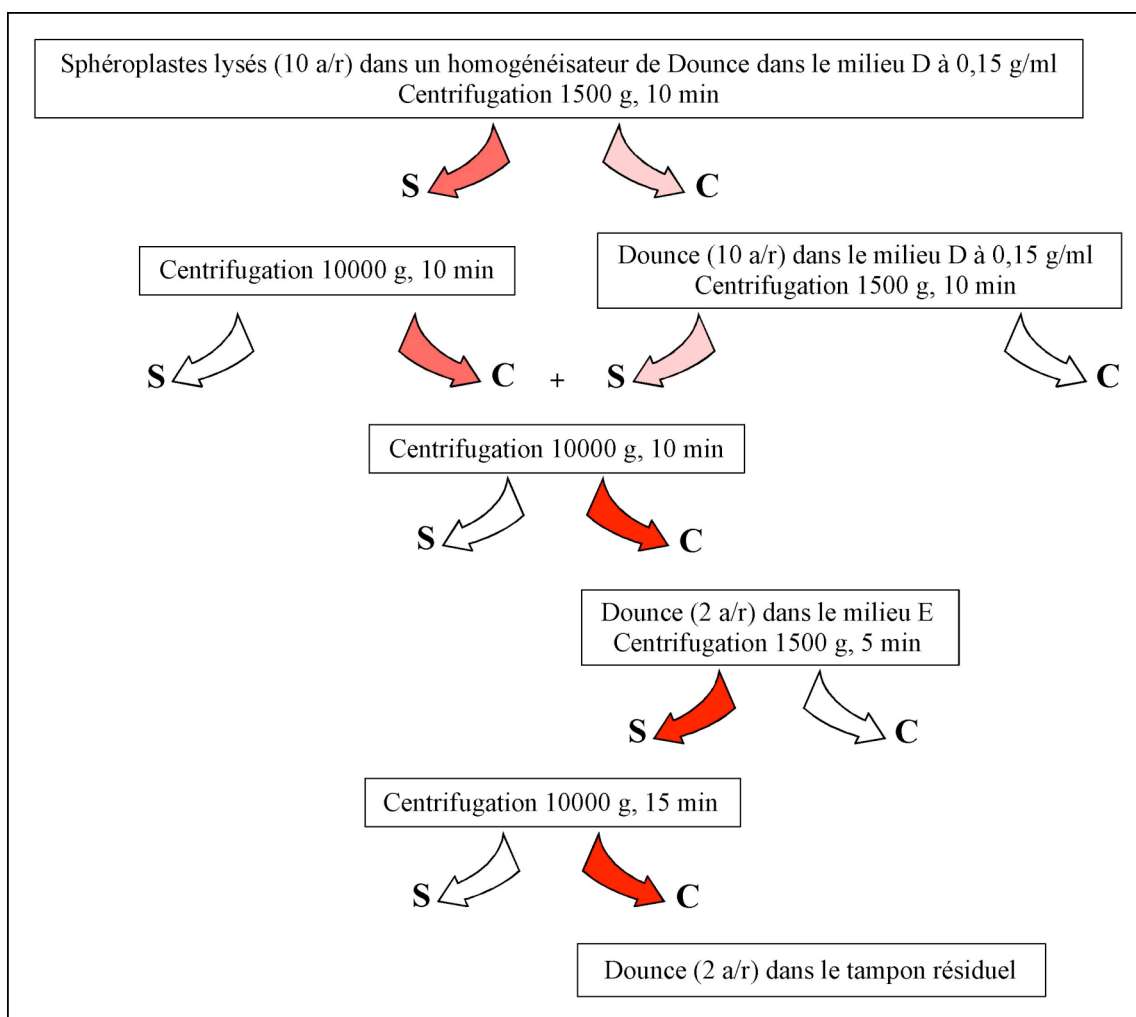 Sphéroplastes lysés (10 a/r) dans un homogénéisateur de Dounce dans le milieu D à 0,15 g/ml
Centrifugation 1500 g, 10 min
S
C
Centrifugation 10000 g, 10 min
Dounce (10 a/r) dans le milieu D à 0,15 g/ml
Centrifugation 1500 g, 10 min
S
C + S
C
Centrifugation 10000 g, 10 min
S
C
Dounce (2 a/r) dans le milieu E
Centrifugation 1500 g, 5 min
S
C
Centrifugation 10000 g, 15 min
S
C
Dounce (2 a/r) dans le tampon résiduel